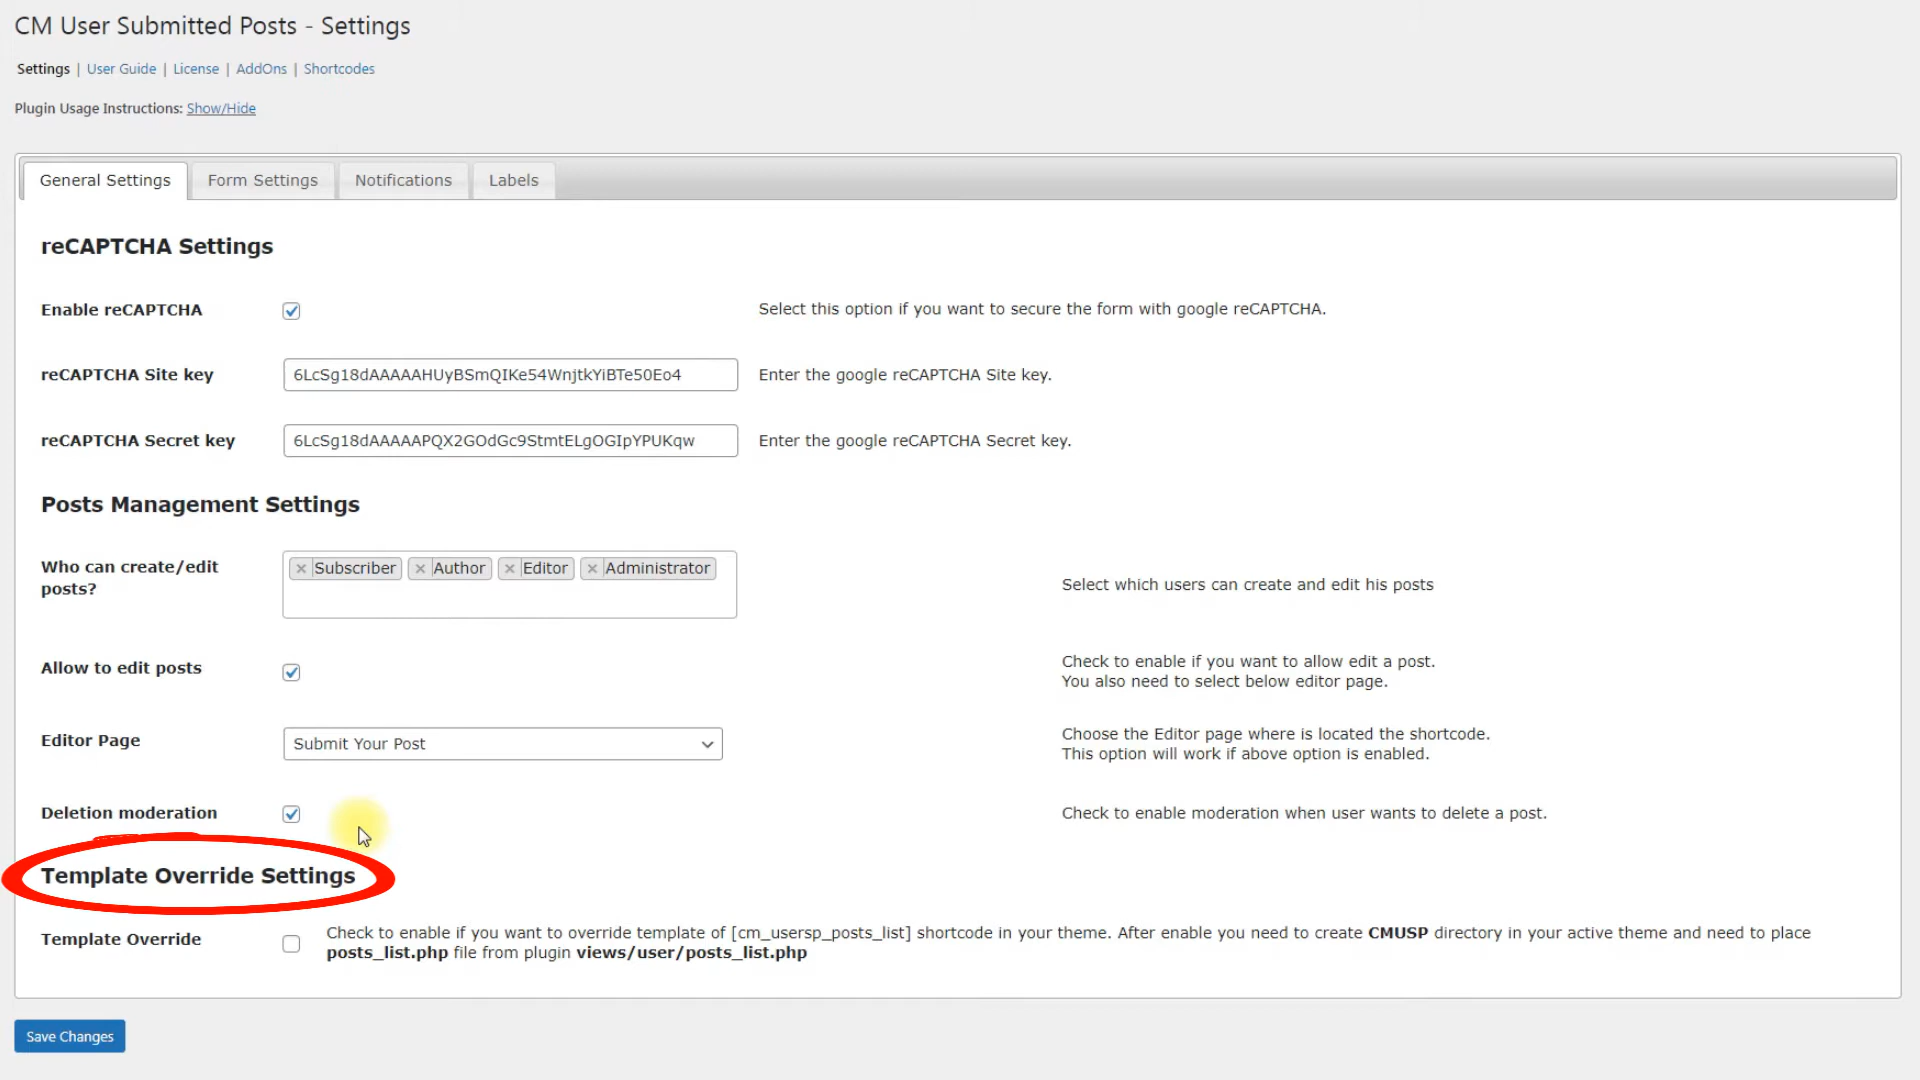 CM User Submitted Posts - Settings
Settings | User Guide | License | AddOns | Shortcodes
Plugin Usage Instructions: Show/Hide
General Settings
Form Settings
Notifications
Labels
reCAPTCHA Settings
Enable reCAPTCHA
Select this option if you want to secure the form with google reCAPTCHA.
reCAPTCHA Site key
6LcSg18dAAAAAHUyBSmQIKe54WnjtkYiBTe50Eo4
Enter the google reCAPTCHA Site key.
reCAPTCHA Secret key
6LcSg18dAAAAAPQX2GOdGc9StmtELgOGIpYPUKqw
Enter the google reCAPTCHA Secret key.
Posts Management Settings
Who can create/edit
posts?
× Subscriber × Author × Editor × Administrator
Select which users can create and edit his posts
Allow to edit posts
Check to enable if you want to allow edit a post.
You also need to select below editor page.
Editor Page
Submit Your Post
Choose the Editor page where is located the shortcode.
This option will work if above option is enabled.
Deletion moderation
Check to enable moderation when user wants to delete a post.
Template Override Settings
Template Override
Check to enable if you want to override template of [cm_usersp_posts_list] shortcode in your theme. After enable you need to create CMUSP directory in your active theme and need to place
posts_list.php file from plugin views/user/posts_list.php
Save Changes